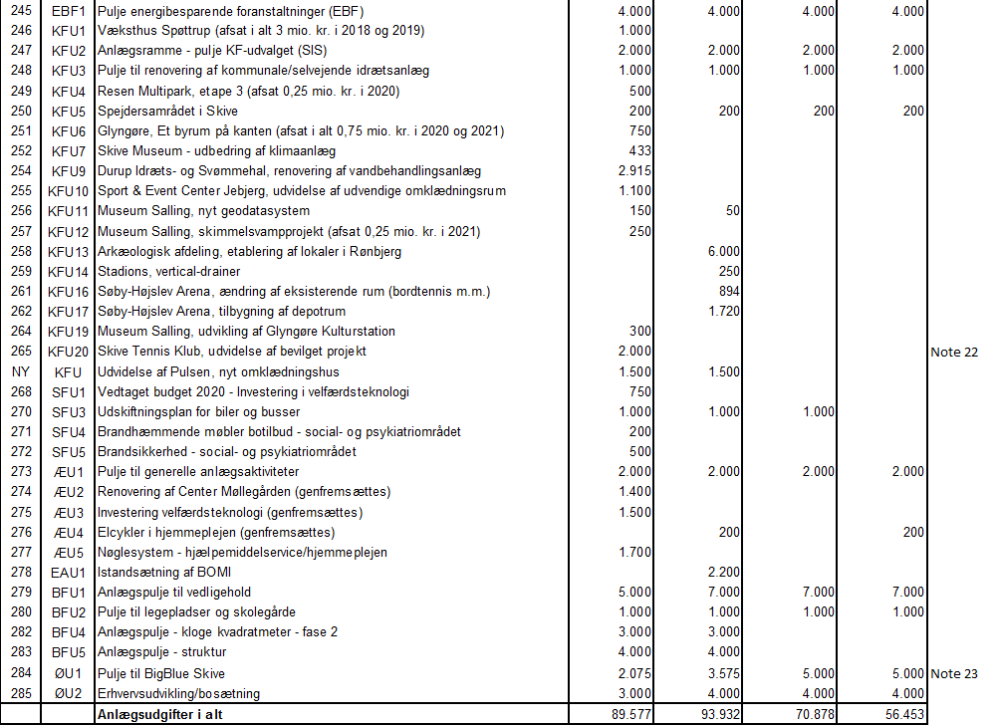 245 EBF1 Pulje energibesparende foranstaltninger (EBF) 4.000 4.000 4.000 4.000
246 KFU1 Væksthus Spøttrup (afsat i alt 3 mio. kr. i 2018 og 2019) 1.000
247 KFU2 Anlægsramme - pulje KF-udvalget (SIS) 2.000 2.000 2.000 2.000
248 KFU3 Pulje til renovering af kommunale/selvejende idrætsanlæg 1.000 1.000 1.000 1.000
249 KFU4 Resen Multipark, etape 3 (afsat 0,25 mio. kr. i 2020) 500
250 KFU5 Spejdersamrådet i Skive 200 200 200 200
251 KFU6 Glyngøre, Et byrum på kanten (afsat i alt 0,75 mio. kr. i 2020 og 2021) 750
252 KFU7 Skive Museum - udbedring af klimaanlæg 433
254 KFU9 Durup Idræts- og Svømmehal, renovering af vandbehandlingsanlæg 2.915
255 KFU10 Sport & Event Center Jebjerg, udvidelse af udvendige omklædningsrum 1.100
256 KFU11 Museum Salling, nyt geodatasystem 150 50
257 KFU12 Museum Salling, skimmelsvampprojekt (afsat 0,25 mio. kr. i 2021) 250
258 KFU13 Arkæologisk afdeling, etablering af lokaler i Rønbjerg 6.000
259 KFU14 Stadions, vertical-drainer 250
261 KFU16 Søby-Højslev Arena, ændring af eksisterende rum (bordtennis m.m.) 894
262 KFU17 Søby-Højslev Arena, tilbygning af depotrum 1.720
264 KFU19 Museum Salling, udvikling af Glyngøre Kulturstation 300
265 KFU20 Skive Tennis Klub, udvidelse af bevilget projekt 2.000 Note 22
NY KFU Udvidelse af Pulsen, nyt omklædningshus 1.500 1.500
268 SFU1 Vedtaget budget 2020 - Investering i velfærdsteknologi 750
270 SFU3 Udskiftningsplan for biler og busser 1.000 1.000 1.000
271 SFU4 Brandhæmmende møbler botilbud - social- og psykiatriområdet 200
272 SFU5 Brandsikkerhed - social- og psykiatriområdet 500
273 ÆU1 Pulje til generelle anlægsaktiviteter 2.000 2.000 2.000 2.000
274 ÆU2 Renovering af Center Møllegården (genfremsættes) 1.400
275 ÆU3 Investering velfærdsteknologi (genfremsættes) 1.500
276 ÆU4 Elcykler i hjemmeplejen (genfremsættes) 200 200
277 ÆU5 Nøglesystem - hjælpemiddelservice/hjemmeplejen 1.700
278 EAU1 Istandsætning af BOMI 2.200
279 BFU1 Anlægspulje til vedligehold 5.000 7.000 7.000 7.000
280 BFU2 Pulje til legepladser og skolegårde 1.000 1.000 1.000 1.000
282 BFU4 Anlægspulje - kloge kvadratmeter - fase 2 3.000 3.000
283 BFU5 Anlægspulje - struktur 4.000 4.000
284 ØU1 Pulje til BigBlue Skive 2.075 3.575 5.000 5.000 Note 23
285 ØU2 Erhvervsudvikling/bosætning 3.000 4.000 4.000 4.000
Anlægsudgifter i alt 89.577 93.932 70.878 56.453